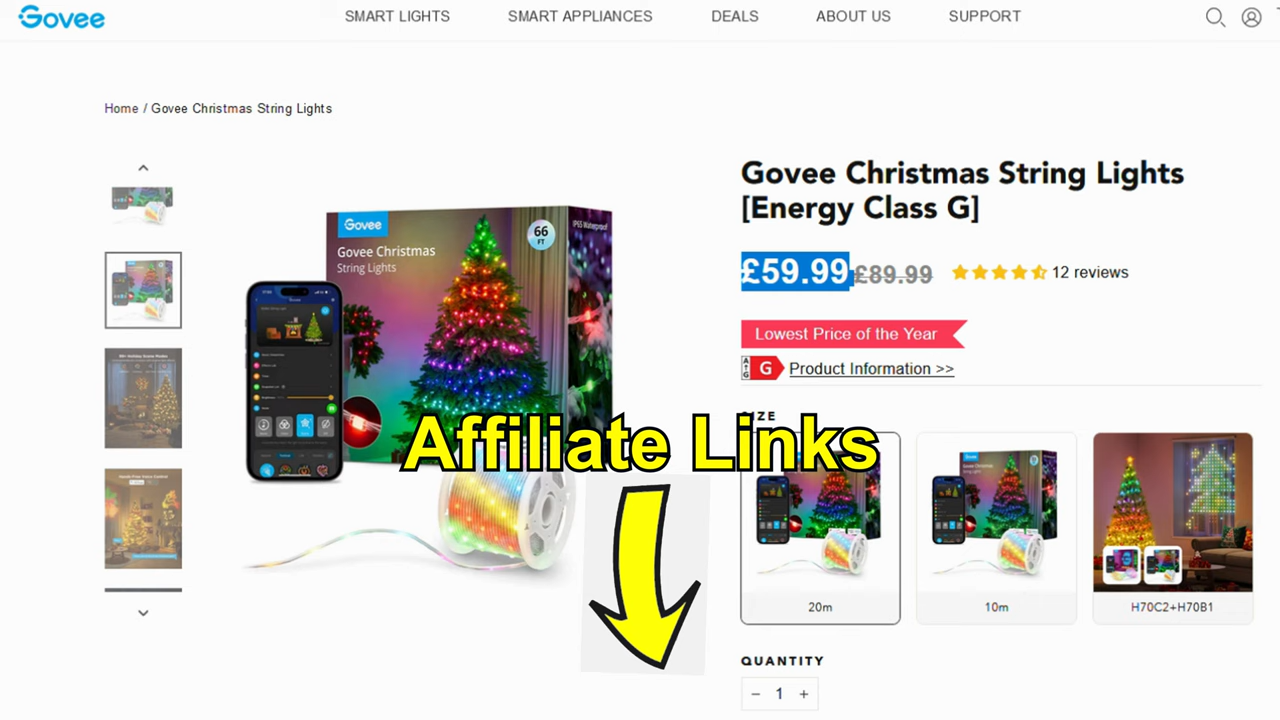 Govee
SMART LIGHTS
SMART APPLIANCES
DEALS
ABOUT US
SUPPORT
Home / Govee Christmas String Lights
Govee Christmas String Lights
[Energy Class G]
£59.99 £89.99 12 reviews
Lowest Price of the Year
G Product Information >>
Govee
Govee Christmas
String Lights
66
FT
IP65 Waterproof
Affiliate Links
20m
10m
H70C2+H70B1
QUANTITY
− 1 +